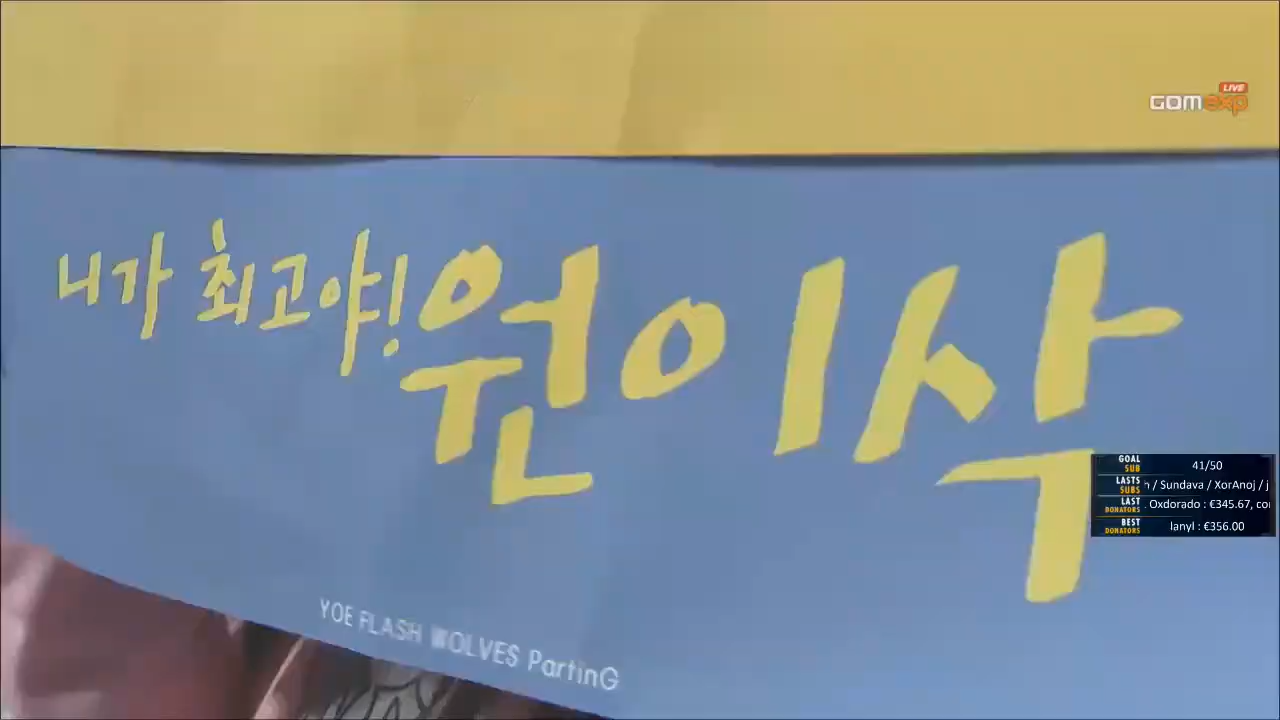 LIVE
GOMexp
니가 최고야! 원이삭
YOE FLASH WOLVES PartinG
GOAL SUB 41/50
LASTS SUBS / Sundava / XorAnoj / j
LAST DONATORS : Oxdorado : €345.67, co
BEST DONATORS lanyl : €356.00